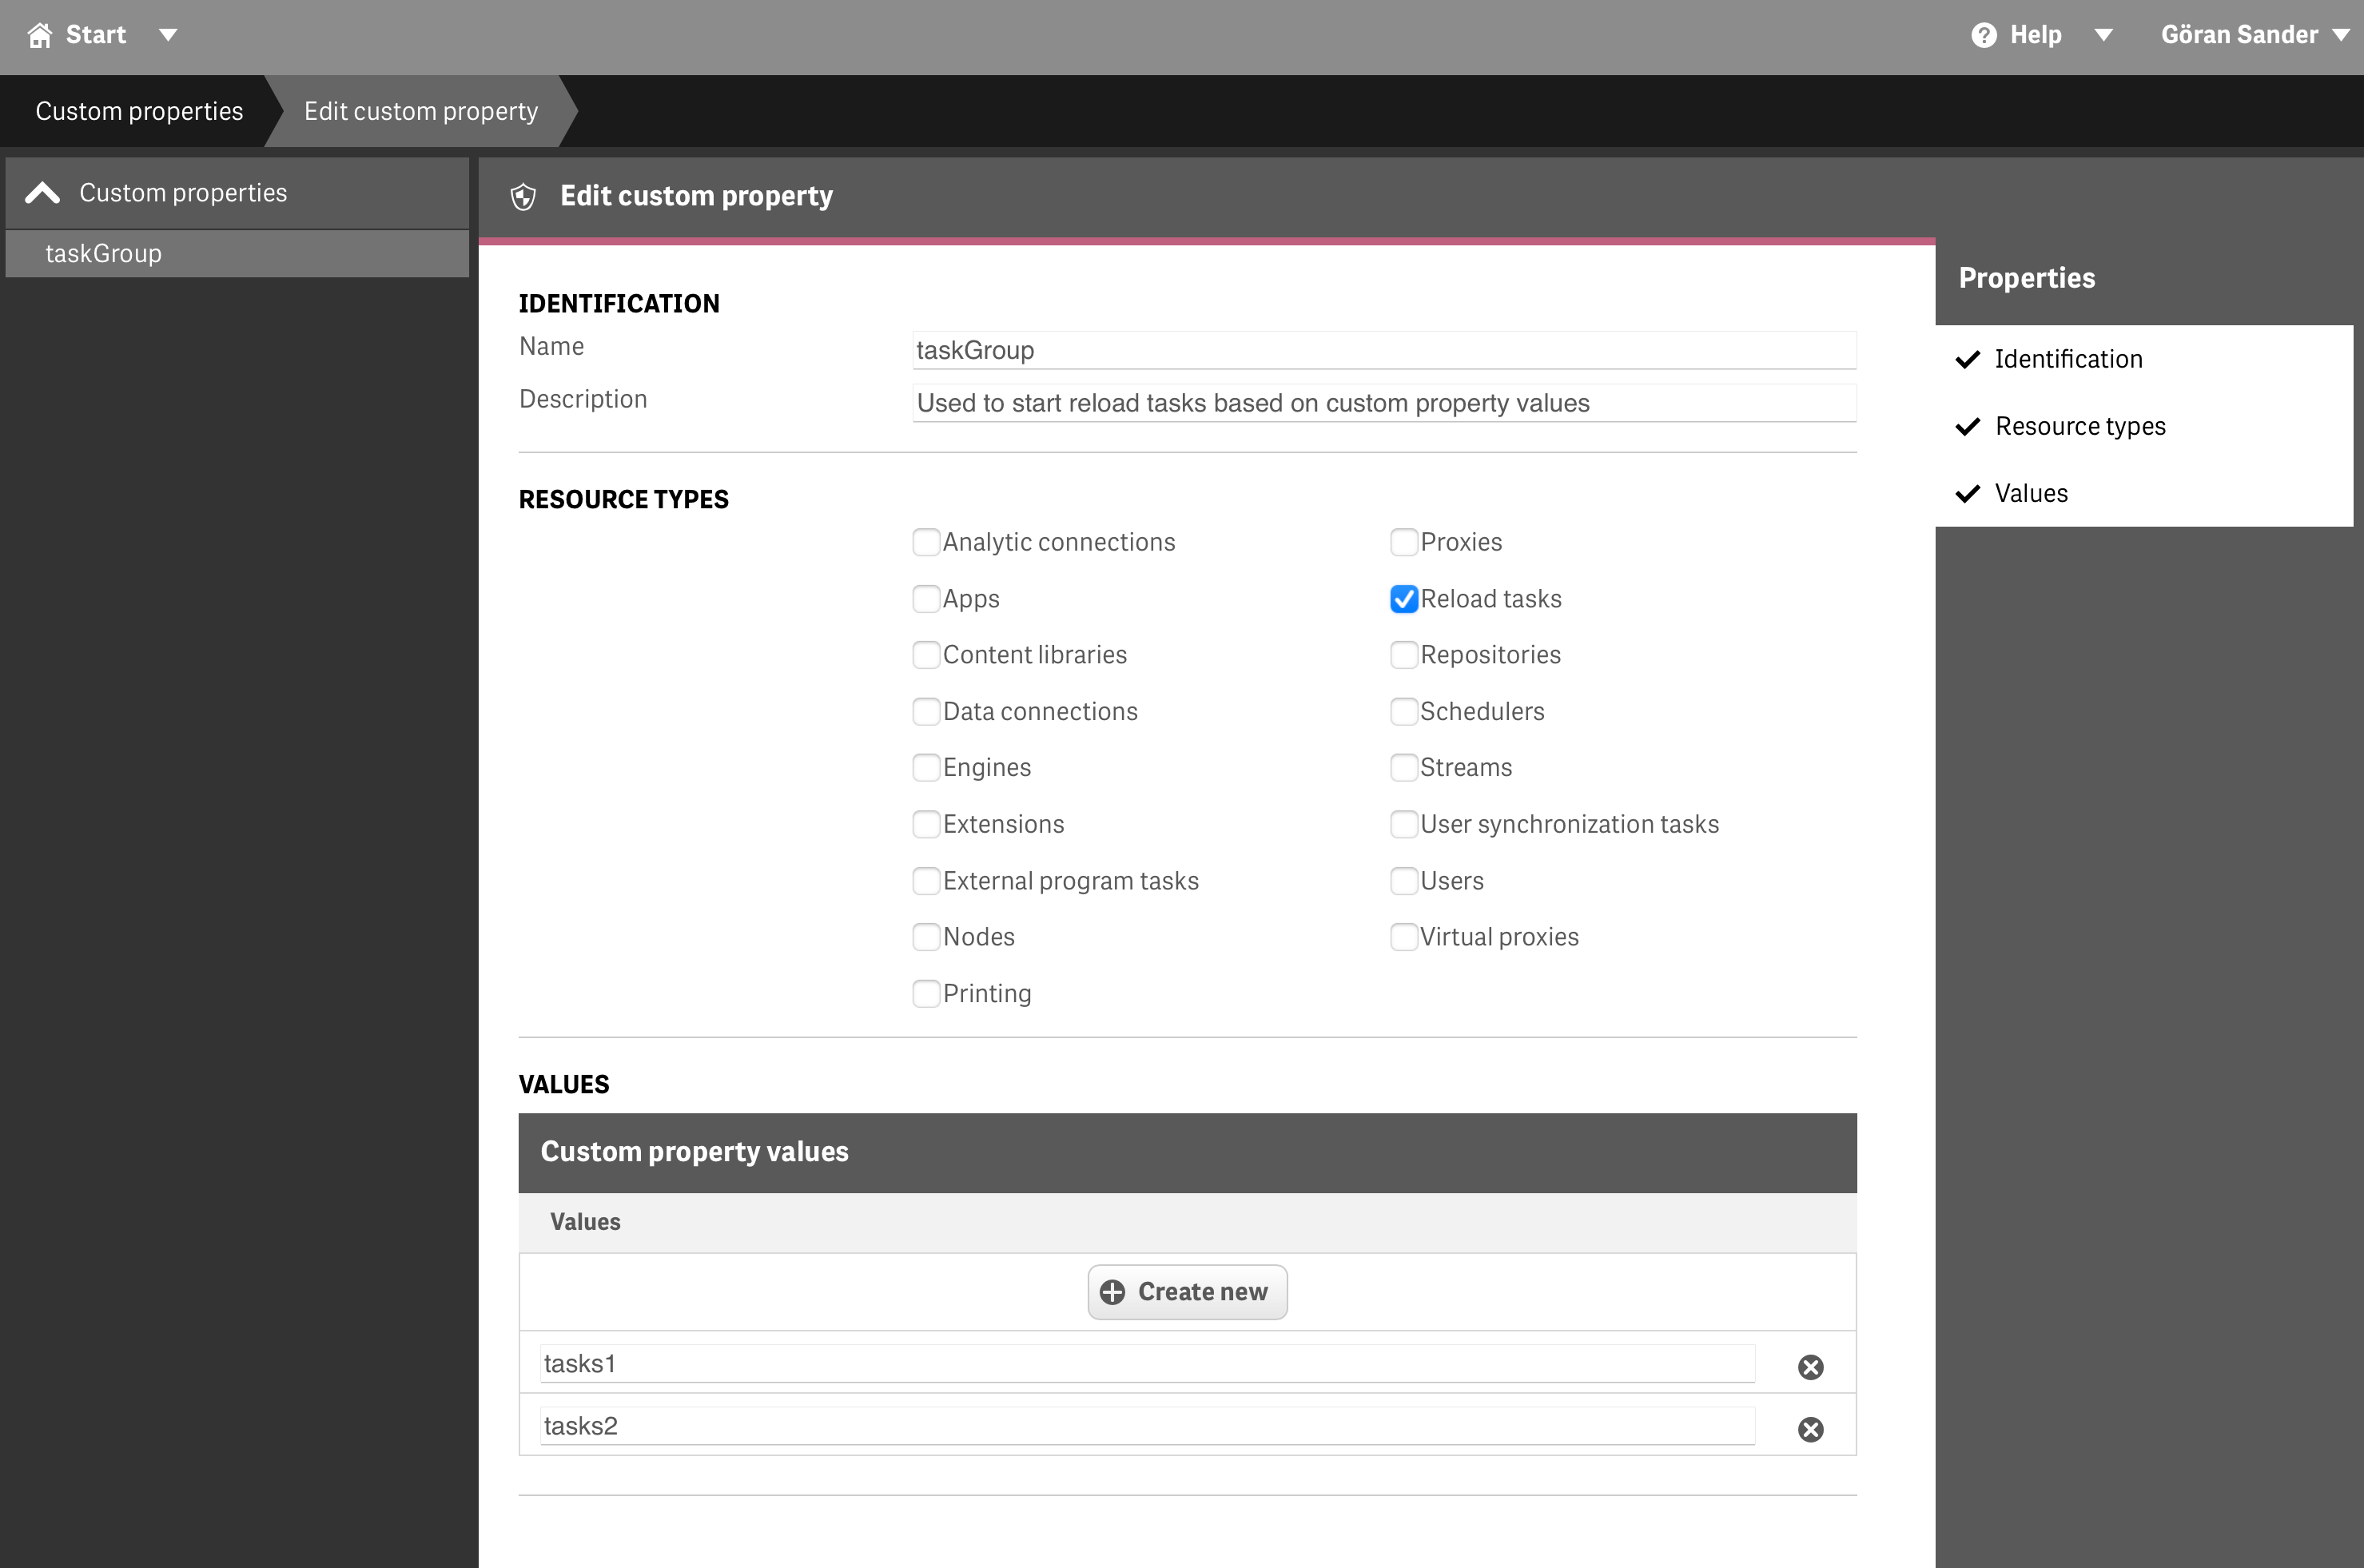 Start
Help
Göran Sander
Custom properties
Edit custom property
Custom properties
taskGroup
Edit custom property
IDENTIFICATION
Name
taskGroup
Description
Used to start reload tasks based on custom property values
RESOURCE TYPES
Analytic connections
Proxies
Apps
Reload tasks
Content libraries
Repositories
Data connections
Schedulers
Engines
Streams
Extensions
User synchronization tasks
External program tasks
Users
Nodes
Virtual proxies
Printing
VALUES
Custom property values
Values
Create new
tasks1
tasks2
Properties
Identification
Resource types
Values